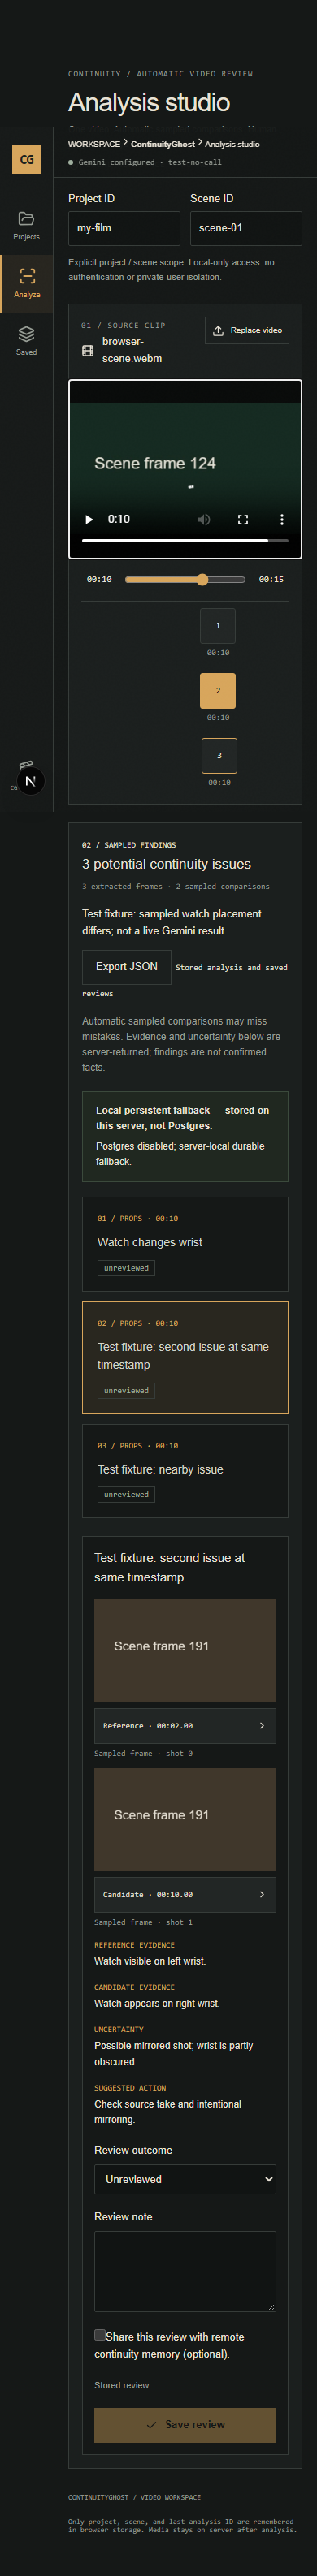 CONTINUITY / AUTOMATIC VIDEO REVIEW
Analysis studio
WORKSPACE > ContinuityGhost > Analysis studio
Gemini configured · test-no-call
CG
Projects
Analyze
Saved
CG
N
Project ID
Scene ID
my-film
scene-01
Explicit project / scene scope. Local-only access: no
authentication or private-user isolation.
01 / SOURCE CLIP
browser-
scene.webm
Replace video
Scene frame 124
0:10
00:10
00:15
1
00:10
2
00:10
3
00:10
02 / SAMPLED FINDINGS
3 potential continuity issues
3 extracted frames · 2 sampled comparisons
Test fixture: sampled watch placement
differs; not a live Gemini result.
Export JSON
Stored analysis and saved
reviews
Automatic sampled comparisons may miss
mistakes. Evidence and uncertainty below are
server-returned; findings are not confirmed
facts.
Local persistent fallback — stored on
this server, not Postgres.
Postgres disabled; server-local durable
fallback.
01 / PROPS · 00:10
Watch changes wrist
unreviewed
02 / PROPS · 00:10
Test fixture: second issue at same
timestamp
unreviewed
03 / PROPS · 00:10
Test fixture: nearby issue
unreviewed
Test fixture: second issue at
same timestamp
Scene frame 191
Reference · 00:02.00
Sampled frame · shot 0
Scene frame 191
Candidate · 00:10.00
Sampled frame · shot 1
REFERENCE EVIDENCE
Watch visible on left wrist.
CANDIDATE EVIDENCE
Watch appears on right wrist.
UNCERTAINTY
Possible mirrored shot; wrist is partly
obscured.
SUGGESTED ACTION
Check source take and intentional
mirroring.
Review outcome
Unreviewed
Review note
Share this review with remote
continuity memory (optional).
Stored review
Save review
CONTINUITYGHOST / VIDEO WORKSPACE
Only project, scene, and last analysis ID are remembered
in browser storage. Media stays on server after analysis.